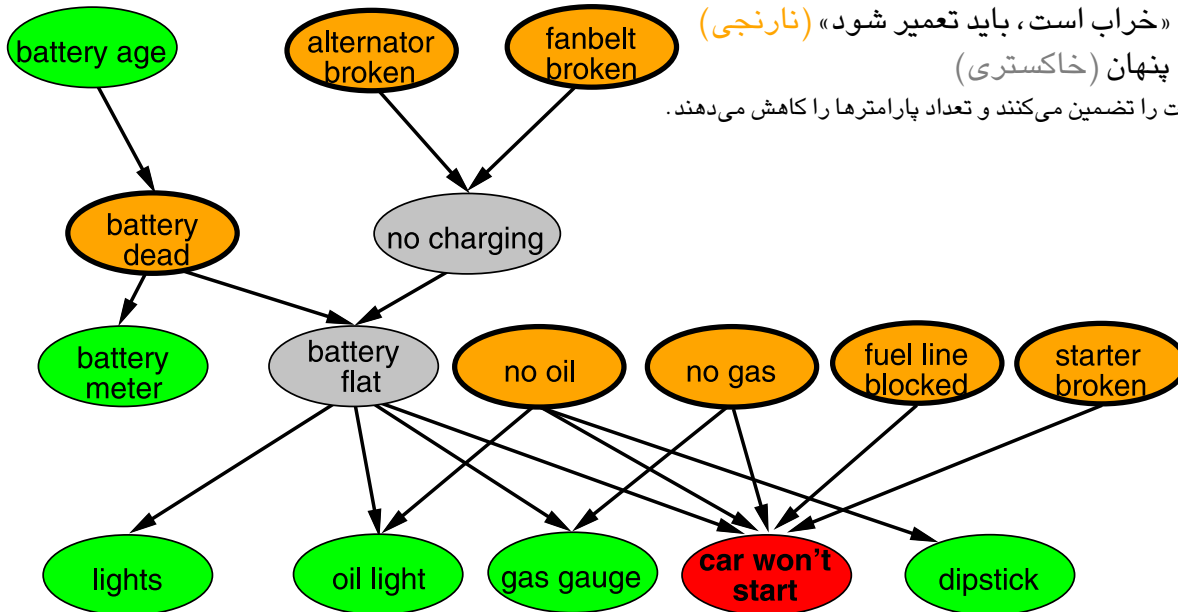 «خراب است، باید تعمیر شود» (نارنجی)
پنهان (خاکستری)
ت را تضمین می‌کنند و تعداد پارامترها را کاهش می‌دهند.
battery age
alternator
broken
fanbelt
broken
battery
dead
no charging
battery
meter
battery
flat
no oil
no gas
fuel line
blocked
starter
broken
lights
oil light
gas gauge
car won't
start
dipstick